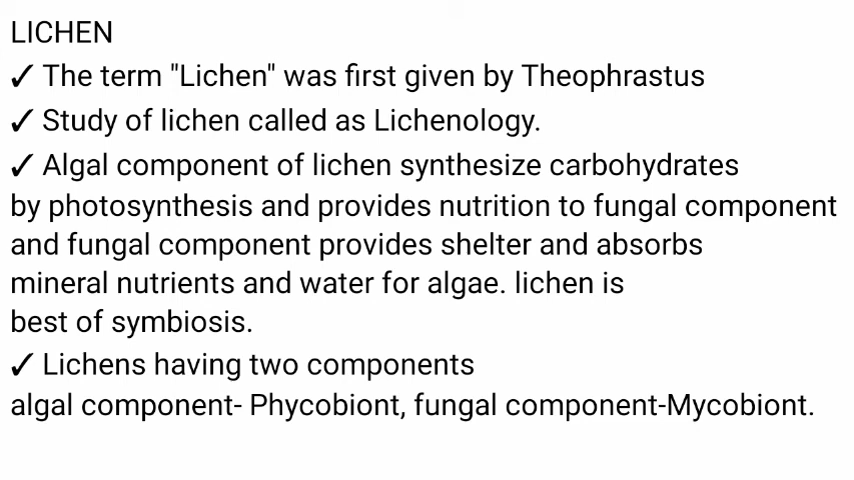 LICHEN
✓ The term "Lichen" was first given by Theophrastus
✓ Study of lichen called as Lichenology.
✓ Algal component of lichen synthesize carbohydrates
by photosynthesis and provides nutrition to fungal component
and fungal component provides shelter and absorbs
mineral nutrients and water for algae. lichen is
best of symbiosis.
✓ Lichens having two components
algal component- Phycobiont, fungal component-Mycobiont.